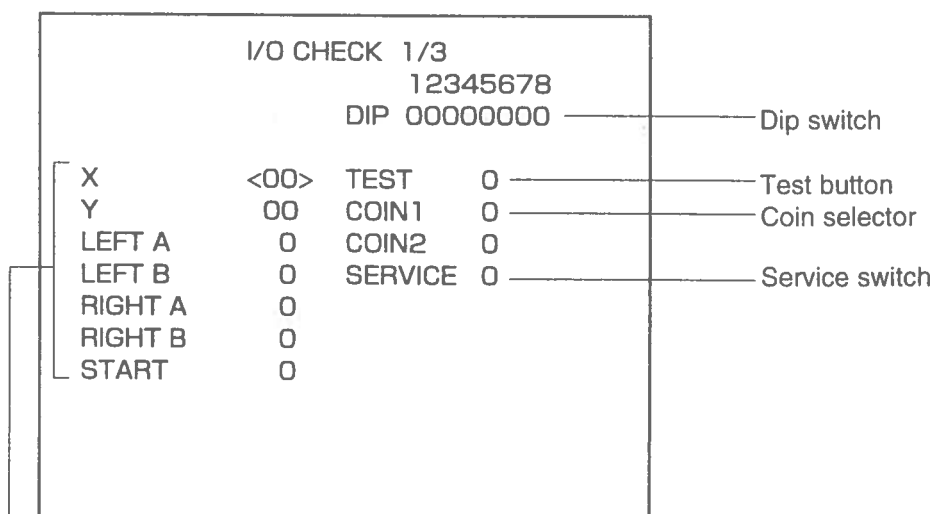 I/O CHECK 1/3
12345678
DIP 00000000 Dip switch
X <00> TEST 0 Test button
Y 00 COIN1 0 Coin selector
LEFT A 0 COIN2 0
LEFT B 0 SERVICE 0 Service switch
RIGHT A 0
RIGHT B 0
START 0